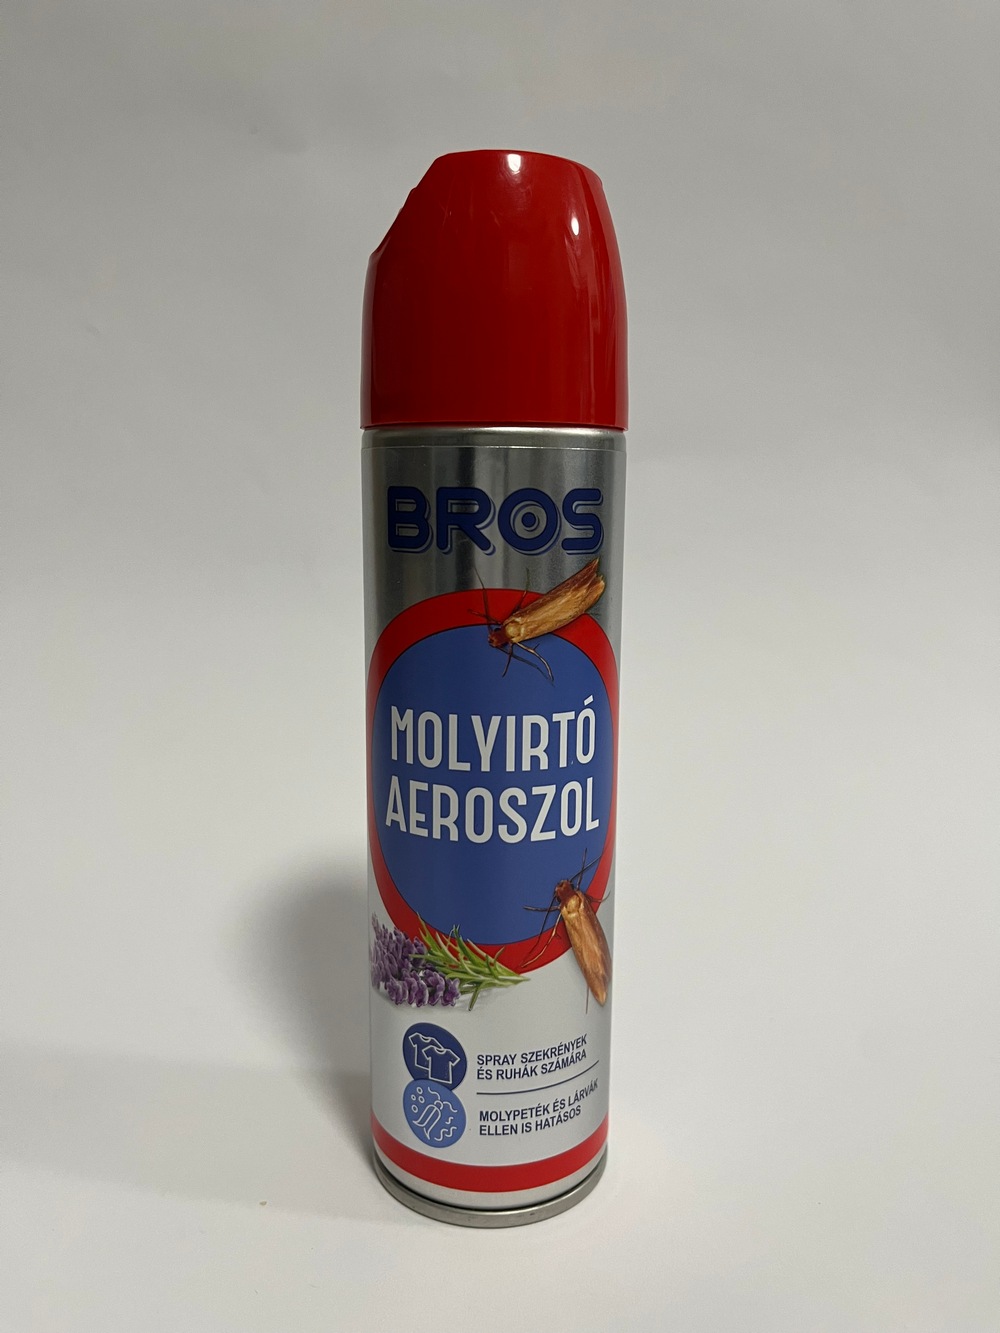 BROS
MOLYIRTÓ
AEROSZOL
SPRAY SZEKRÉNYEK
ÉS RUHÁK SZÁMÁRA
MOLYPETÉK ÉS LÁRVÁK
ELLEN IS HATÁSOS